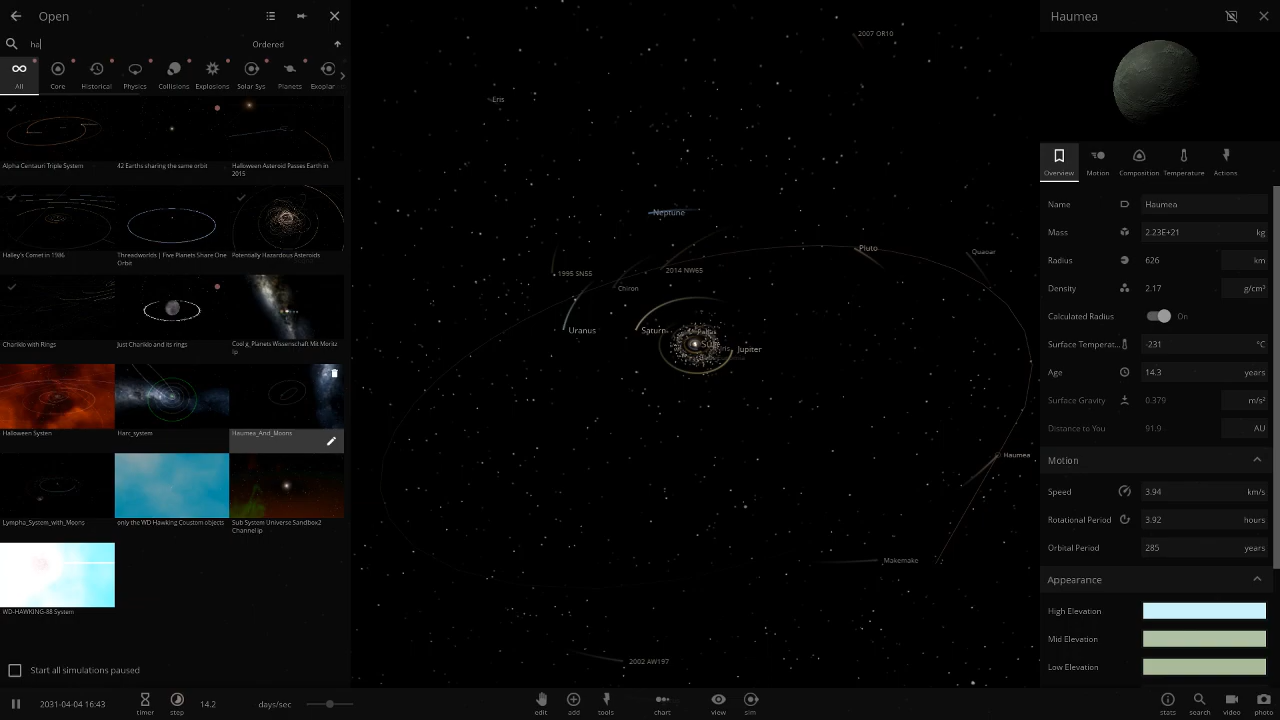 Open
ha
Ordered
All
Core
Historical
Physics
Collisions
Explosions
Solar Sys
Planets
Exoplar
Alpha Centauri Triple System
42 Earths sharing the same orbit
Halloween Asteroid Passes Earth in
2015
Halley's Comet in 1986
Threadworlds | Five Planets Share One
Orbit
Potentially Hazardous Asteroids
Chariklo with Rings
Just Chariklo and its rings
Cool g_Planets Wissenschaft Mit Moritz
ip
Halloween Systen
Harc_system
Haumea_And_Moons
Lympha_System_with_Moons
only the WD Hawking Coustom objects
Sub System Universe Sandbox2
Channel ip
WD-HAWKING-88 System
Start all simulations paused
2007 OR10
Eris
Neptune
Pluto
Quaoar
1995 SN55
2014 NW65
Chiron
Uranus
Saturn
Jupiter
Haumea
Makemake
2002 AW197
Haumea
Overview
Motion
Composition
Temperature
Actions
Name
Haumea
Mass
2.23E+21
kg
Radius
626
km
Density
2.17
g/cm³
Calculated Radius
On
Surface Temperat...
-231
°C
Age
14.3
years
Surface Gravity
0.379
m/s²
Distance to You
91.9
AU
Motion
Speed
3.94
km/s
Rotational Period
3.92
hours
Orbital Period
285
years
Appearance
High Elevation
Mid Elevation
Low Elevation
2031-04-04 16:43
timer
step
14.2
days/sec
edit
add
tools
chart
view
sim
stats
search
video
photo